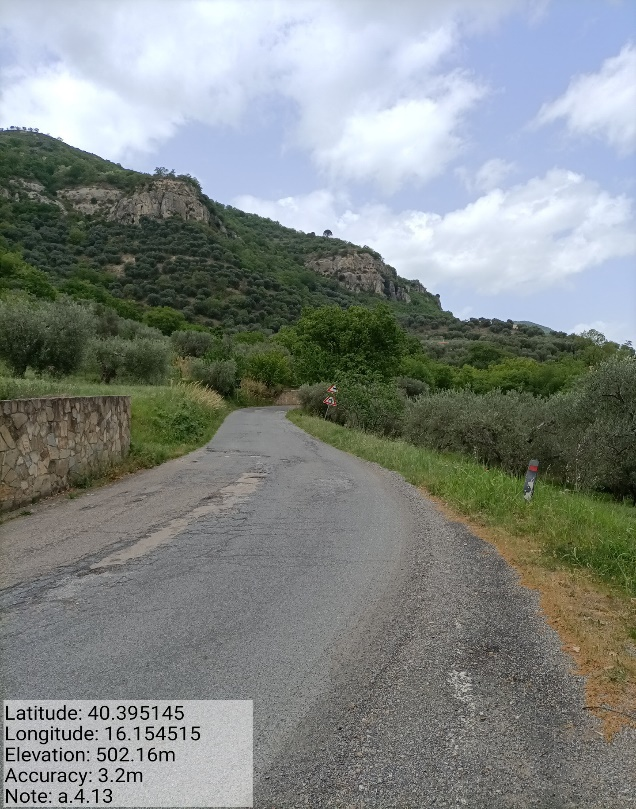 Latitude: 40.395145
Longitude: 16.154515
Elevation: 502.16m
Accuracy: 3.2m
Note: a.4.13